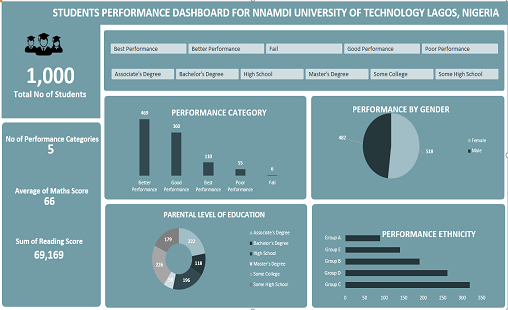 STUDENTS PERFORMANCE DASHBOARD FOR NNAMDI UNIVERSITY OF TECHNOLOGY LAGOS, NIGERIA
1,000
Total No of Students
Best Performance Better Performance Fail Good Performance Poor Performance
Associate's Degree Bachelor's Degree High School Master's Degree Some College Some High School
No of Performance Categories
5
Average of Maths Score
66
Sum of Reading Score
69,169
PERFORMANCE CATEGORY
Better Performance
Good Performance
Best Performance
Poor Performance
Fail
PERFORMANCE BY GENDER
482
518
Female
Male
PARENTAL LEVEL OF EDUCATION
179
222
118
196
226
Associate's Degree
Bachelor's Degree
High School
Master's Degree
Some College
Some High School
PERFORMANCE ETHNICITY
Group A
Group E
Group B
Group D
Group C
0 50 100 150 200 250 300 350